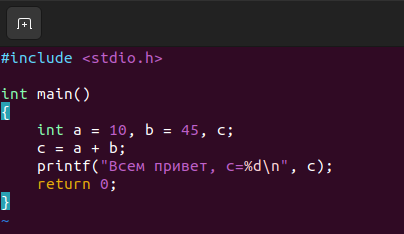 #include <stdio.h>
int main()
{
    int a = 10, b = 45, c;
    c = a + b;
    printf("Всем привет, c=%d\n", c);
    return 0;
}
~